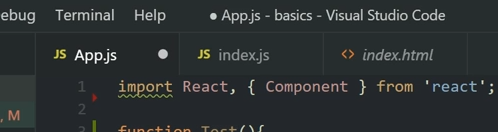 ebug Terminal Help ● App.js - basics - Visual Studio Code
JS App.js ● JS index.js <> index.html
1 import React, { Component } from 'react';
2
3 function Test(){
, M